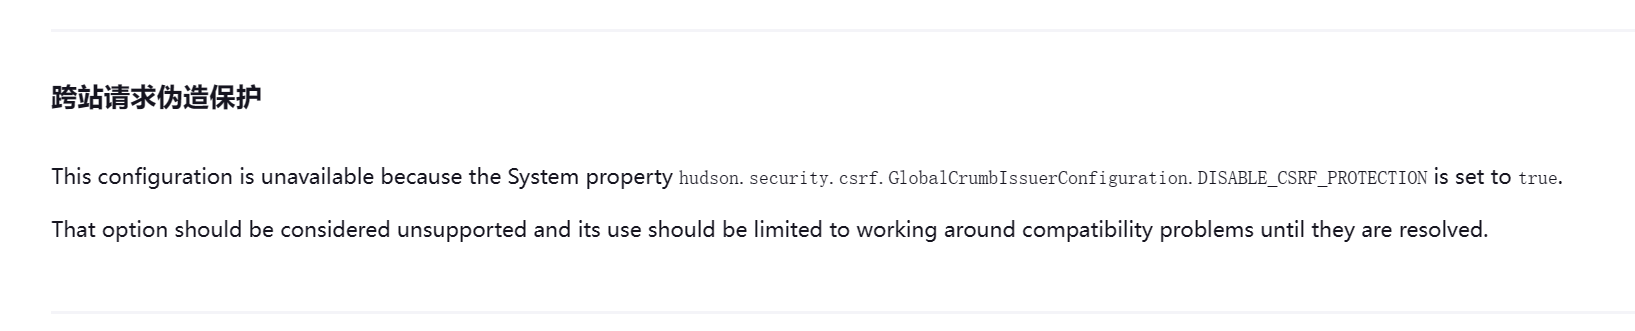 跨站请求伪造保护
This configuration is unavailable because the System property hudson.security.csrf.GlobalCrumbIssuerConfiguration.DISABLE_CSRF_PROTECTION is set to true.
That option should be considered unsupported and its use should be limited to working around compatibility problems until they are resolved.